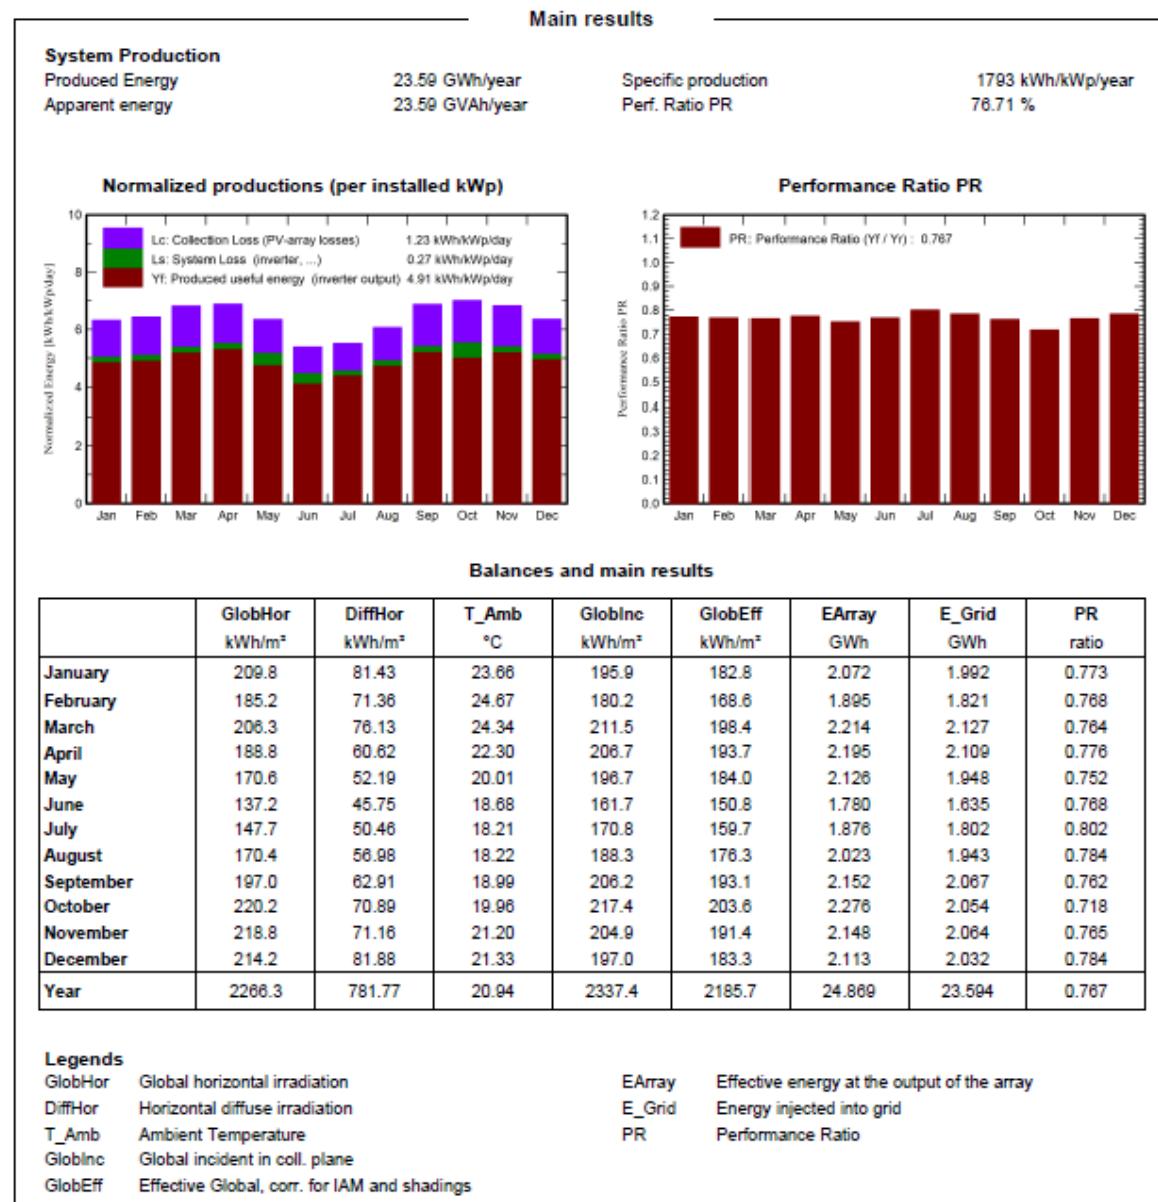 Main results
System Production
Produced Energy 23.59 GWh/year Specific production 1793 kWh/kWp/year
Apparent energy 23.59 GVAh/year Perf. Ratio PR 76.71 %
Normalized productions (per installed kWp)
10
8
6
4
2
0
Normalized Energy [kWh/kWp/day]
Lc: Collection Loss (PV-array losses) 1.23 kWh/kWp/day
Ls: System Loss (inverter, ...) 0.27 kWh/kWp/day
Yf: Produced useful energy (inverter output) 4.91 kWh/kWp/day
Jan Feb Mar Apr May Jun Jul Aug Sep Oct Nov Dec
Performance Ratio PR
1.2
1.1
1.0
0.9
0.8
0.7
0.6
0.5
0.4
0.3
0.2
0.1
0.0
Performance Ratio PR
PR: Performance Ratio (Yf / Yr) : 0.767
Jan Feb Mar Apr May Jun Jul Aug Sep Oct Nov Dec
Balances and main results
GlobHor DiffHor T_Amb GlobInc GlobEff EArray E_Grid PR
kWh/m² kWh/m² °C kWh/m² kWh/m² GWh GWh ratio
January 209.8 81.43 23.66 195.9 182.8 2.072 1.992 0.773
February 185.2 71.36 24.67 180.2 168.6 1.895 1.821 0.768
March 206.3 76.13 24.34 211.5 198.4 2.214 2.127 0.764
April 188.8 60.62 22.30 206.7 193.7 2.195 2.109 0.776
May 170.6 52.19 20.01 196.7 184.0 2.126 1.948 0.752
June 137.2 45.75 18.68 161.7 150.8 1.780 1.635 0.768
July 147.7 50.46 18.21 170.8 159.7 1.876 1.802 0.802
August 170.4 56.98 18.22 188.3 176.3 2.023 1.943 0.784
September 197.0 62.91 18.99 206.2 193.1 2.152 2.067 0.762
October 220.2 70.89 19.96 217.4 203.6 2.276 2.054 0.718
November 218.8 71.16 21.20 204.9 191.4 2.148 2.064 0.765
December 214.2 81.88 21.33 197.0 183.3 2.113 2.032 0.784
Year 2266.3 781.77 20.94 2337.4 2185.7 24.869 23.594 0.767
Legends
GlobHor Global horizontal irradiation EArray Effective energy at the output of the array
DiffHor Horizontal diffuse irradiation E_Grid Energy injected into grid
T_Amb Ambient Temperature PR Performance Ratio
GlobInc Global incident in coll. plane
GlobEff Effective Global, corr. for IAM and shadings